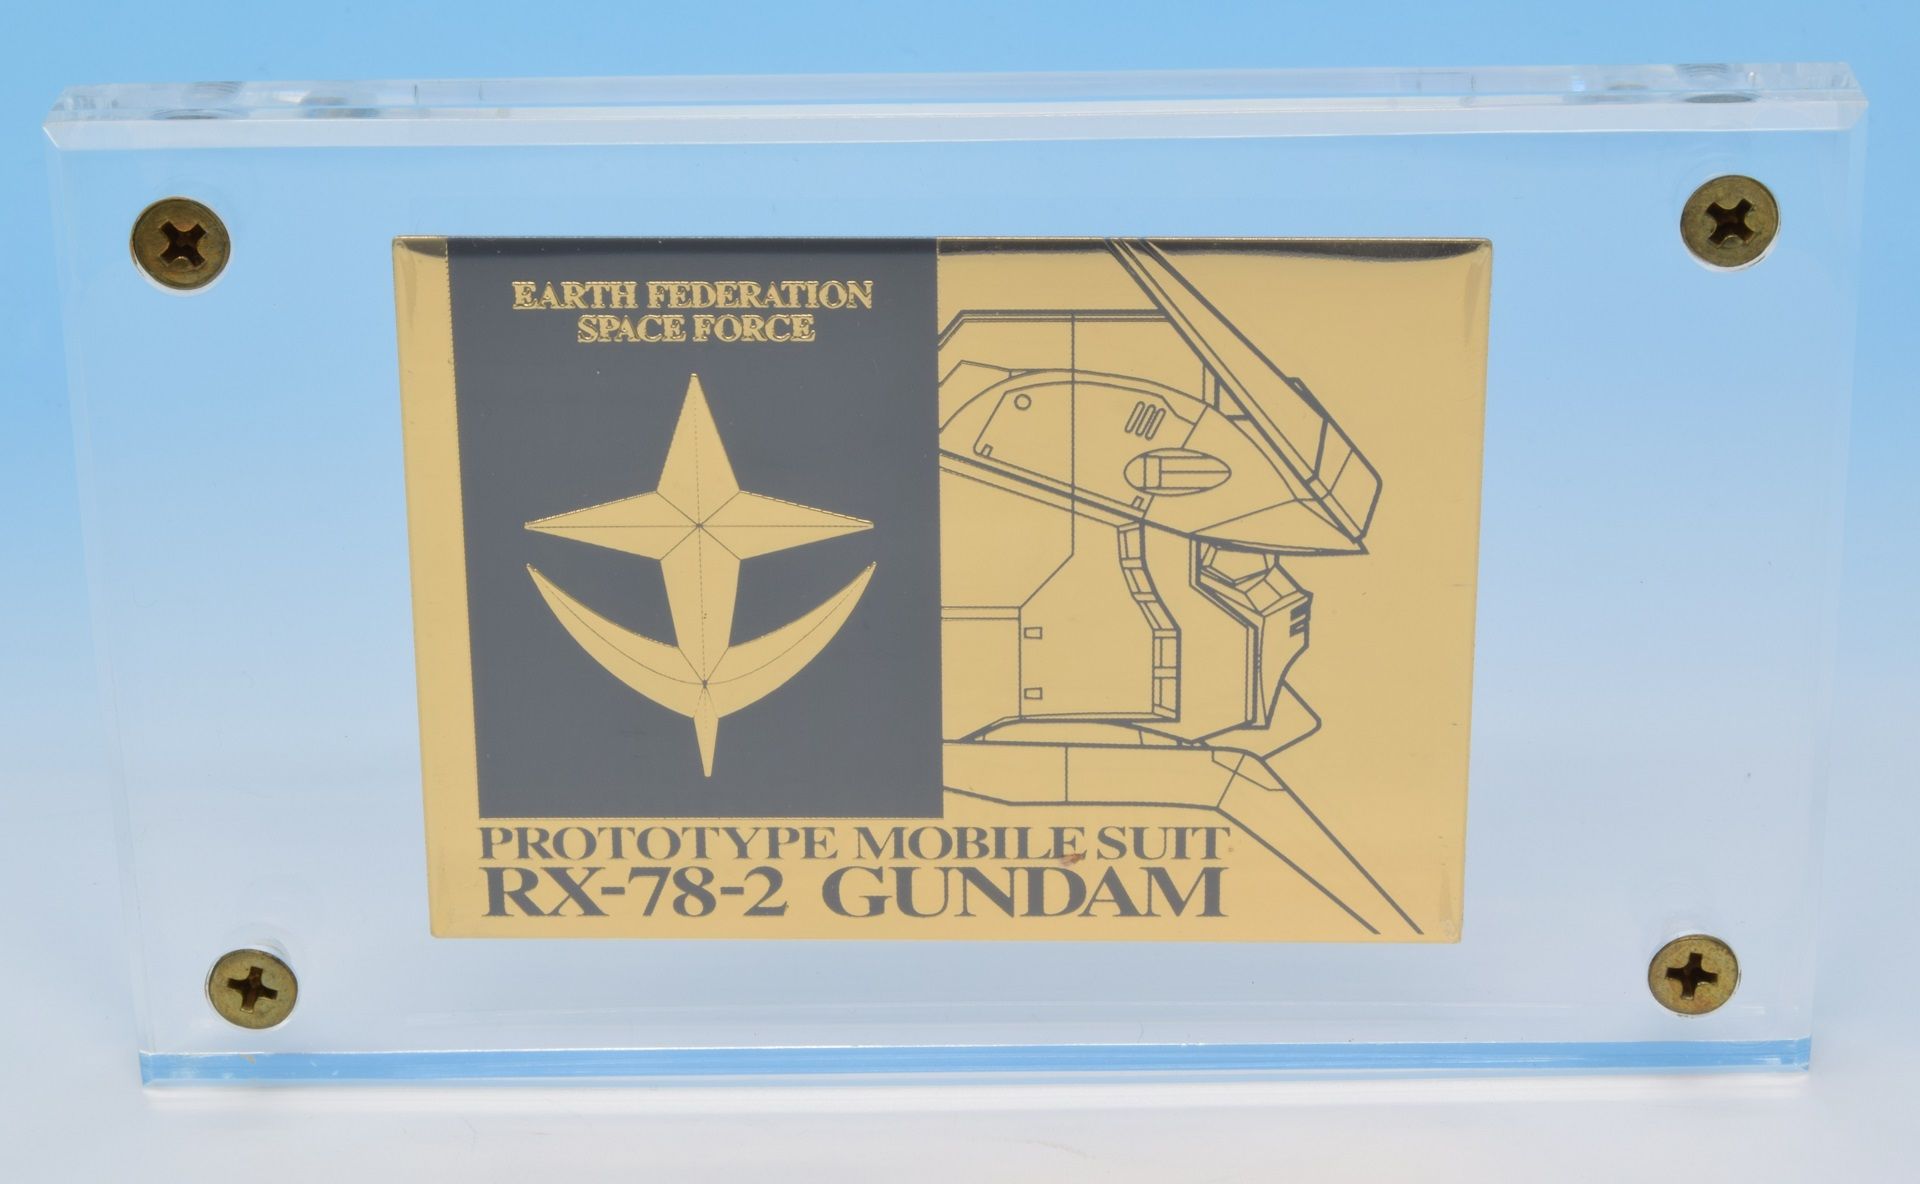 EARTH FEDERATION
SPACE FORCE
PROTOTYPE MOBILE SUIT
RX-78-2 GUNDAM